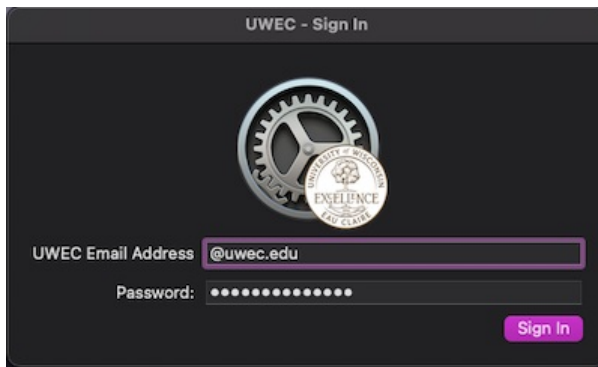 UWEC - Sign In
UNIVERSITY of WISCONSIN
EXCELLENCE
EAU CLAIRE
UWEC Email Address @uwec.edu
Password: ••••••••••••••
Sign In